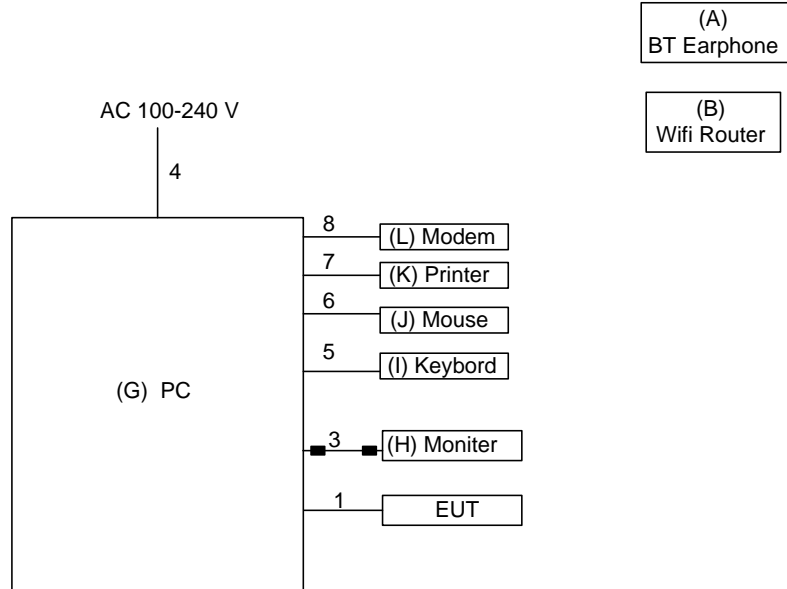 (A)
BT Earphone
(B)
Wifi Router
AC 100-240 V
4
8
(L) Modem
7
(K) Printer
6
(J) Mouse
5
(I) Keybord
(G) PC
3
(H) Moniter
1
EUT